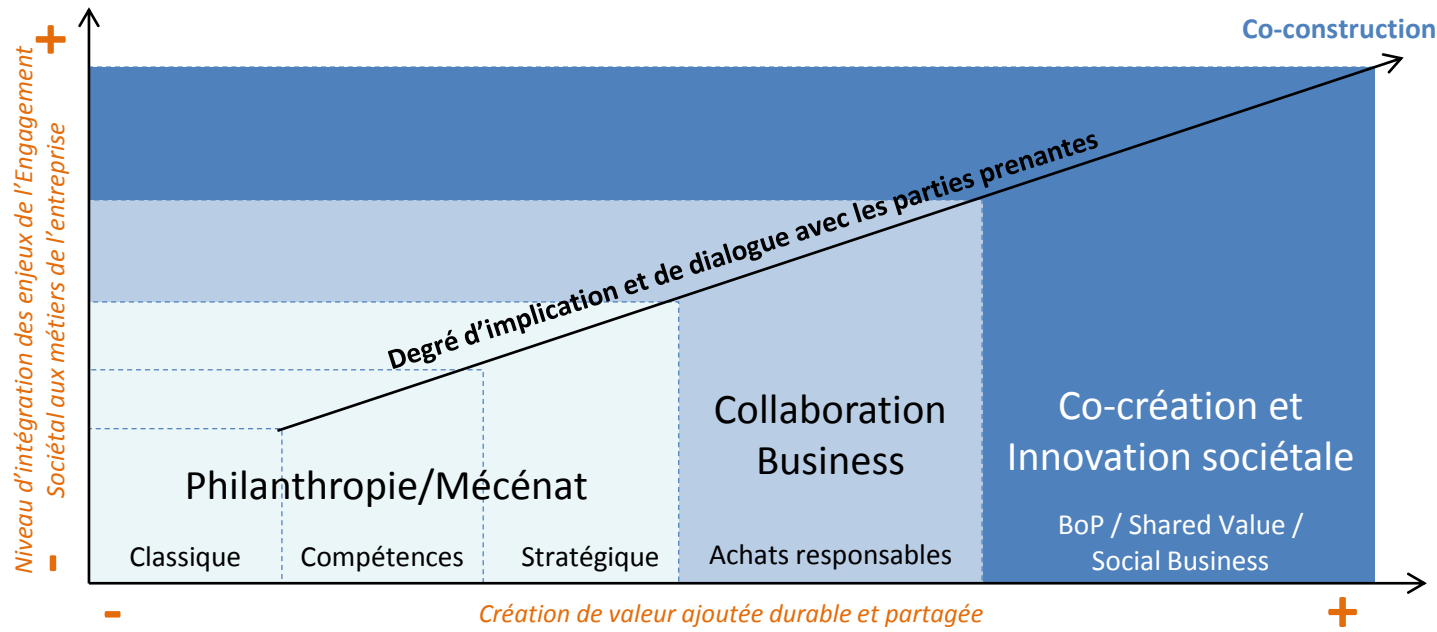 Co-construction
+
Niveau d'intégration des enjeux de l'Engagement
Sociétal aux métiers de l'entreprise
-
Degré d'implication et de dialogue avec les parties prenantes
Philanthropie/Mécénat
Classique
Compétences
Stratégique
Collaboration
Business
Achats responsables
Co-création et
Innovation sociétale
BoP / Shared Value /
Social Business
-
Création de valeur ajoutée durable et partagée
+